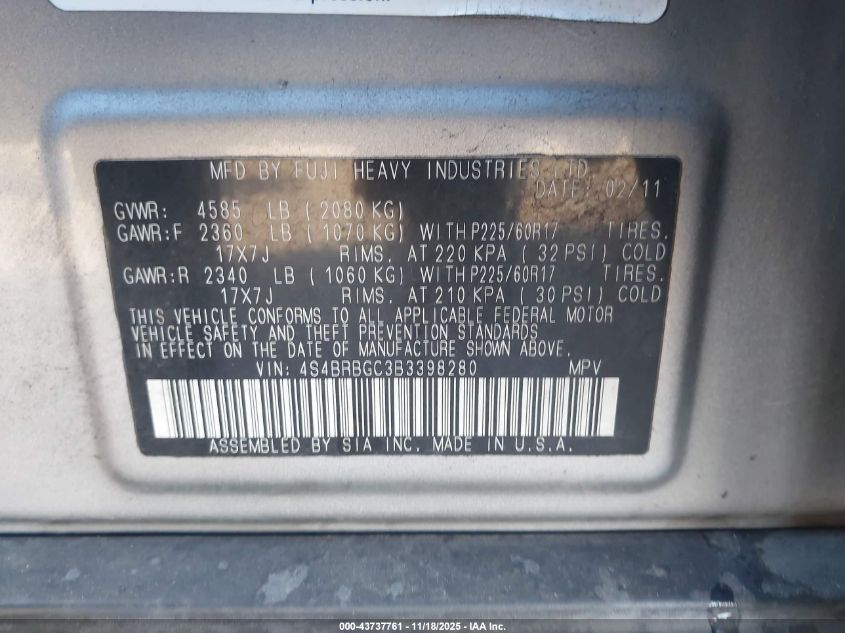 MFD BY FUJI HEAVY INDUSTRIES LTD.
DATE: 02/11
GVWR: 4585 LB ( 2080 KG)
GAWR:F 2360 LB ( 1070 KG) WITH P225/60R17 TIRES.
17X7J RIMS. AT 220 KPA ( 32 PSI) COLD
GAWR:R 2340 LB ( 1060 KG) WITH P225/60R17 TIRES.
17X7J RIMS. AT 210 KPA ( 30 PSI) COLD
THIS VEHICLE CONFORMS TO ALL APPLICABLE FEDERAL MOTOR
VEHICLE SAFETY AND THEFT PREVENTION STANDARDS
IN EFFECT ON THE DATE OF MANUFACTURE SHOWN ABOVE.
VIN: 4S4BRBGC3B3398280 MPV
ASSEMBLED BY SIA INC. MADE IN U.S.A.
000-43737761 - 11/18/2025 - IAA Inc.